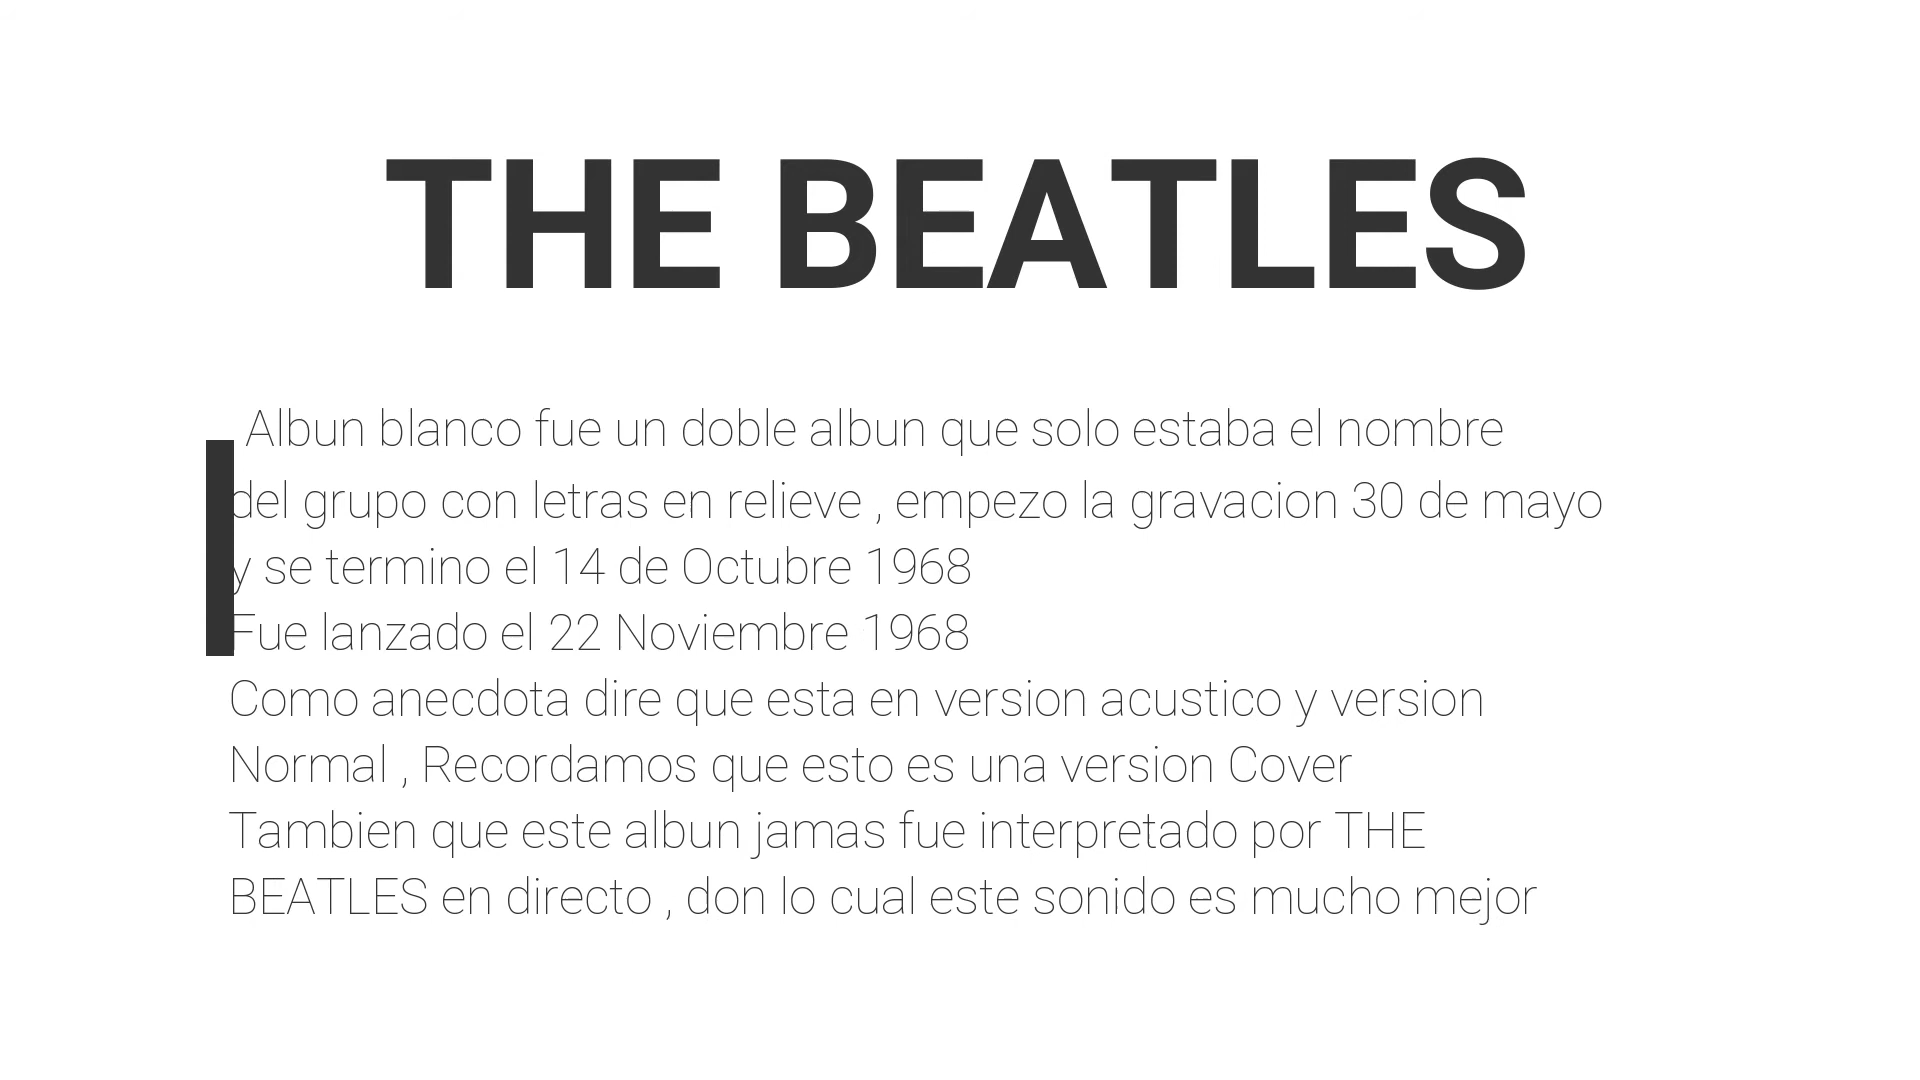 THE BEATLES
Albun blanco fue un doble albun que solo estaba el nombre
del grupo con letras en relieve , empezo la gravacion 30 de mayo
y se termino el 14 de Octubre 1968
Fue lanzado el 22 Noviembre 1968
Como anecdota dire que esta en version acustico y version
Normal , Recordamos que esto es una version Cover
Tambien que este albun jamas fue interpretado por THE
BEATLES en directo , don lo cual este sonido es mucho mejor